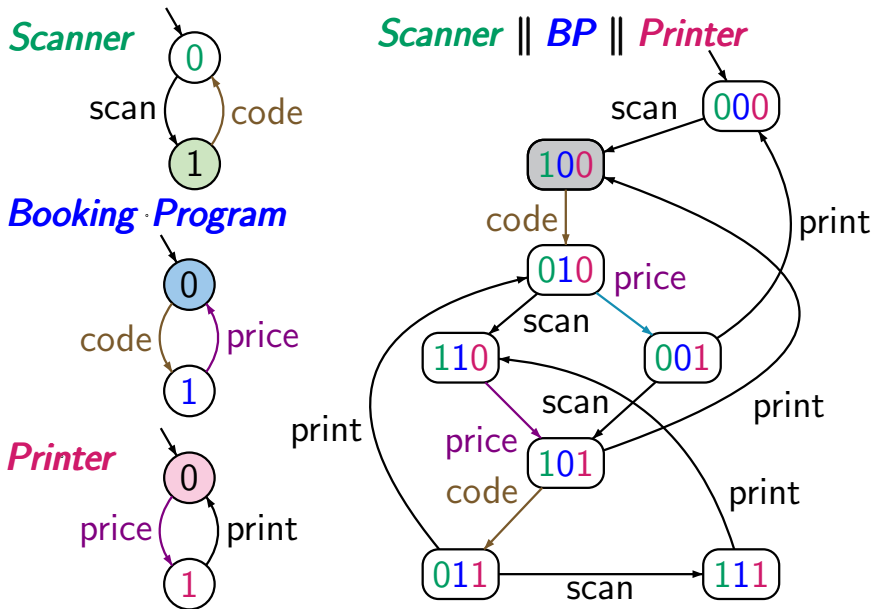 Scanner
0
scan
code
1
Booking Program
0
code
price
1
Printer
0
price
print
1
Scanner || BP || Printer
000
scan
100
print
code
010
price
scan
110
001
scan
print
print
price
101
code
print
011
scan
111